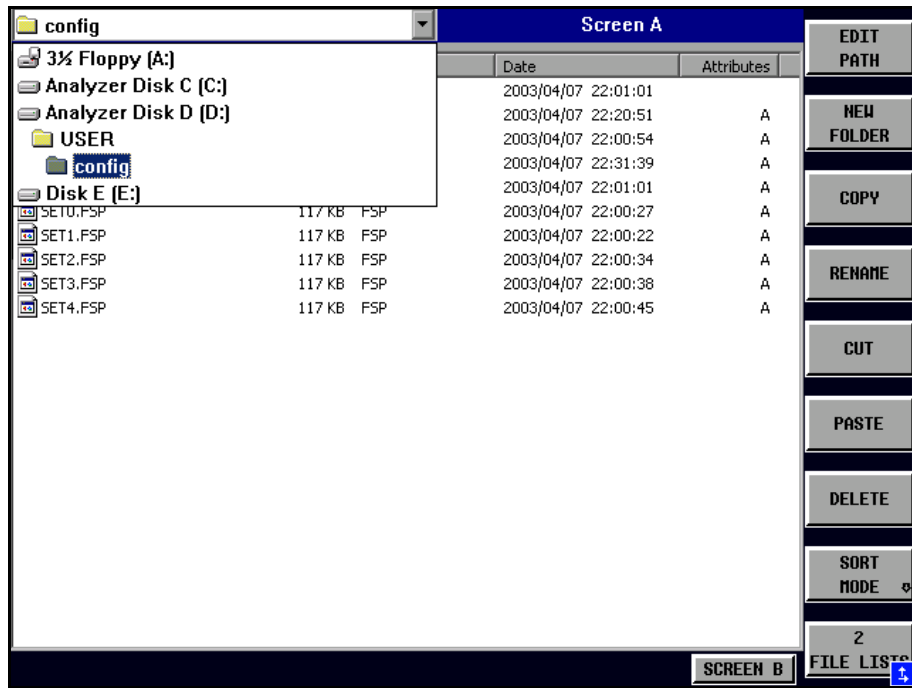 config
Screen A
3½ Floppy (A:)
Analyzer Disk C (C:)
Analyzer Disk D (D:)
USER
config
Disk E (E:)
Date Attributes
2003/04/07 22:01:01
2003/04/07 22:20:51 A
2003/04/07 22:00:54 A
2003/04/07 22:31:39 A
2003/04/07 22:01:01 A
SET0.FSP 117 KB FSP 2003/04/07 22:00:27 A
SET1.FSP 117 KB FSP 2003/04/07 22:00:22 A
SET2.FSP 117 KB FSP 2003/04/07 22:00:34 A
SET3.FSP 117 KB FSP 2003/04/07 22:00:38 A
SET4.FSP 117 KB FSP 2003/04/07 22:00:45 A
SCREEN B
EDIT
PATH
NEW
FOLDER
COPY
RENAME
CUT
PASTE
DELETE
SORT
MODE
2
FILE LISTS